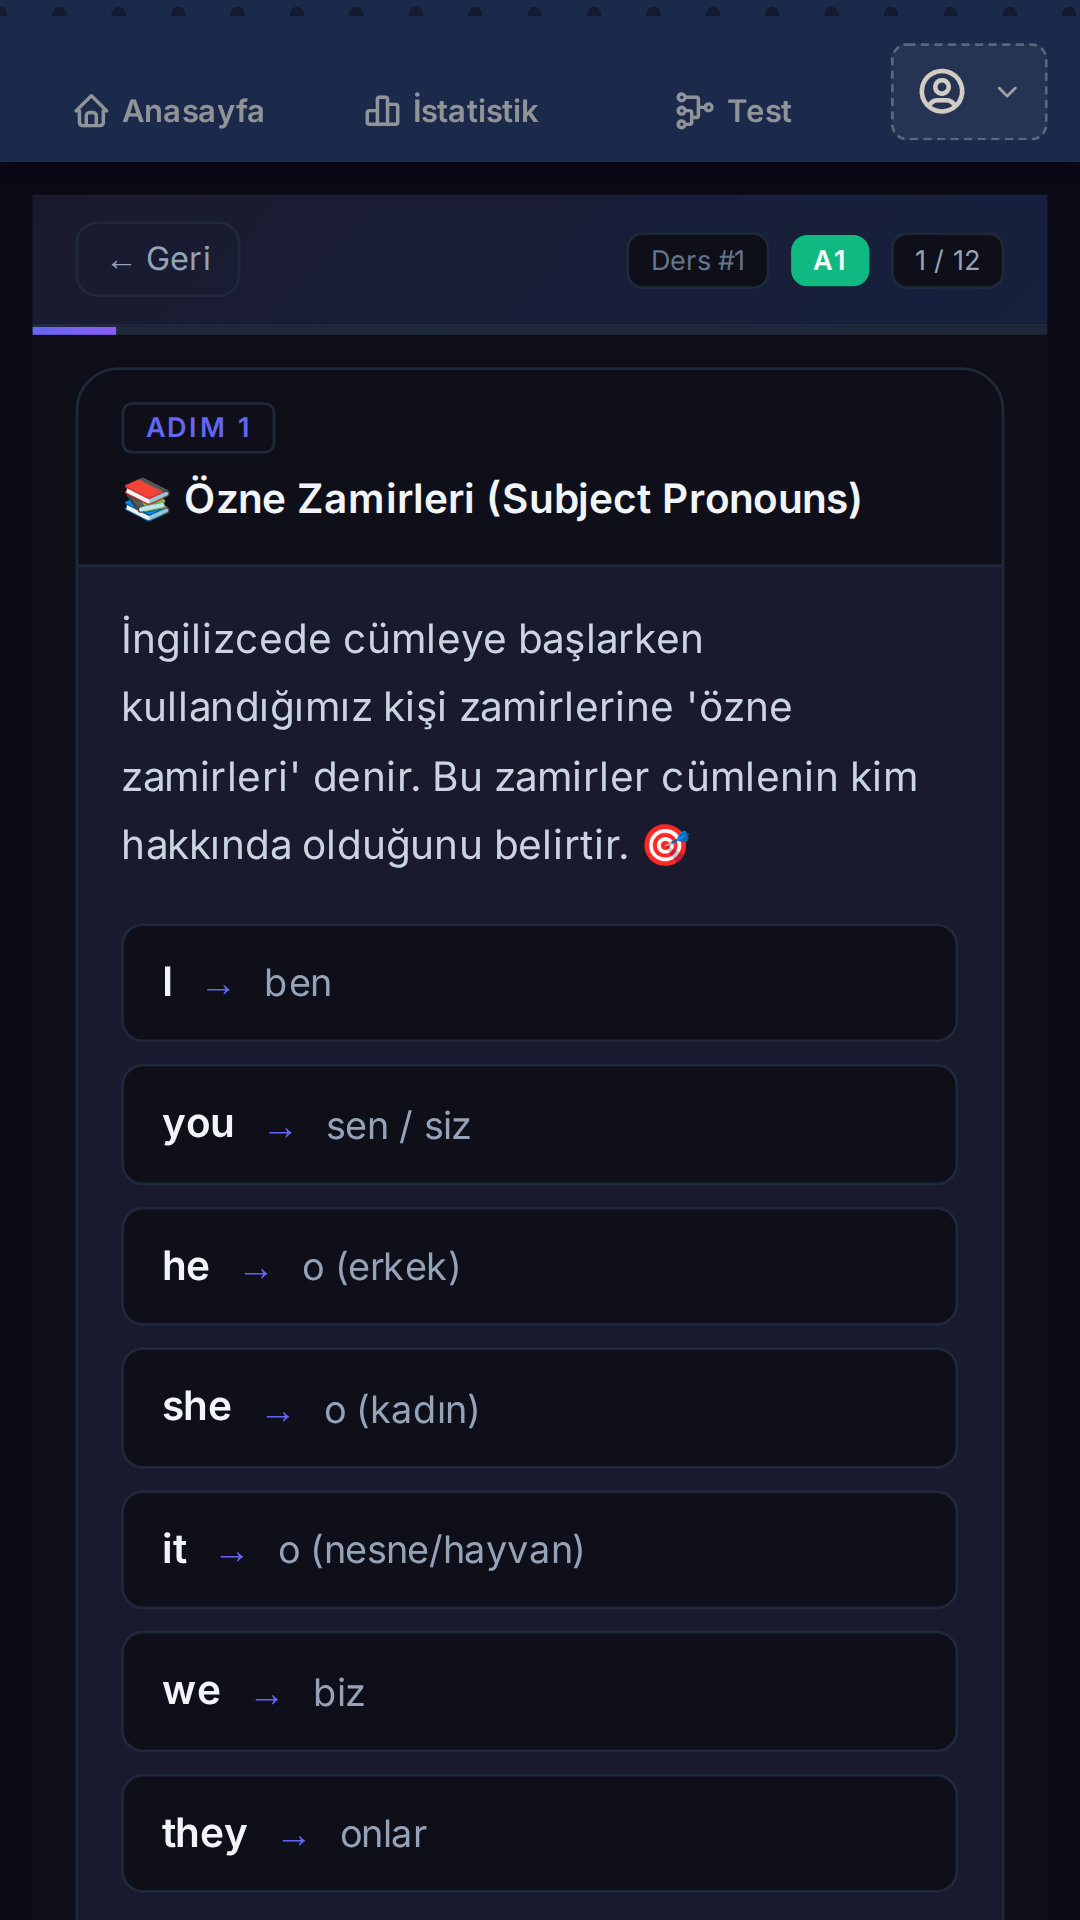 Anasayfa
İstatistik
Test
← Geri
Ders #1
A1
1 / 12
ADIM 1
📚 Özne Zamirleri (Subject Pronouns)
İngilizcede cümleye başlarken
kullandığımız kişi zamirlerine 'özne
zamirleri' denir. Bu zamirler cümlenin kim
hakkında olduğunu belirtir. 🎯
I → ben
you → sen / siz
he → o (erkek)
she → o (kadın)
it → o (nesne/hayvan)
we → biz
they → onlar